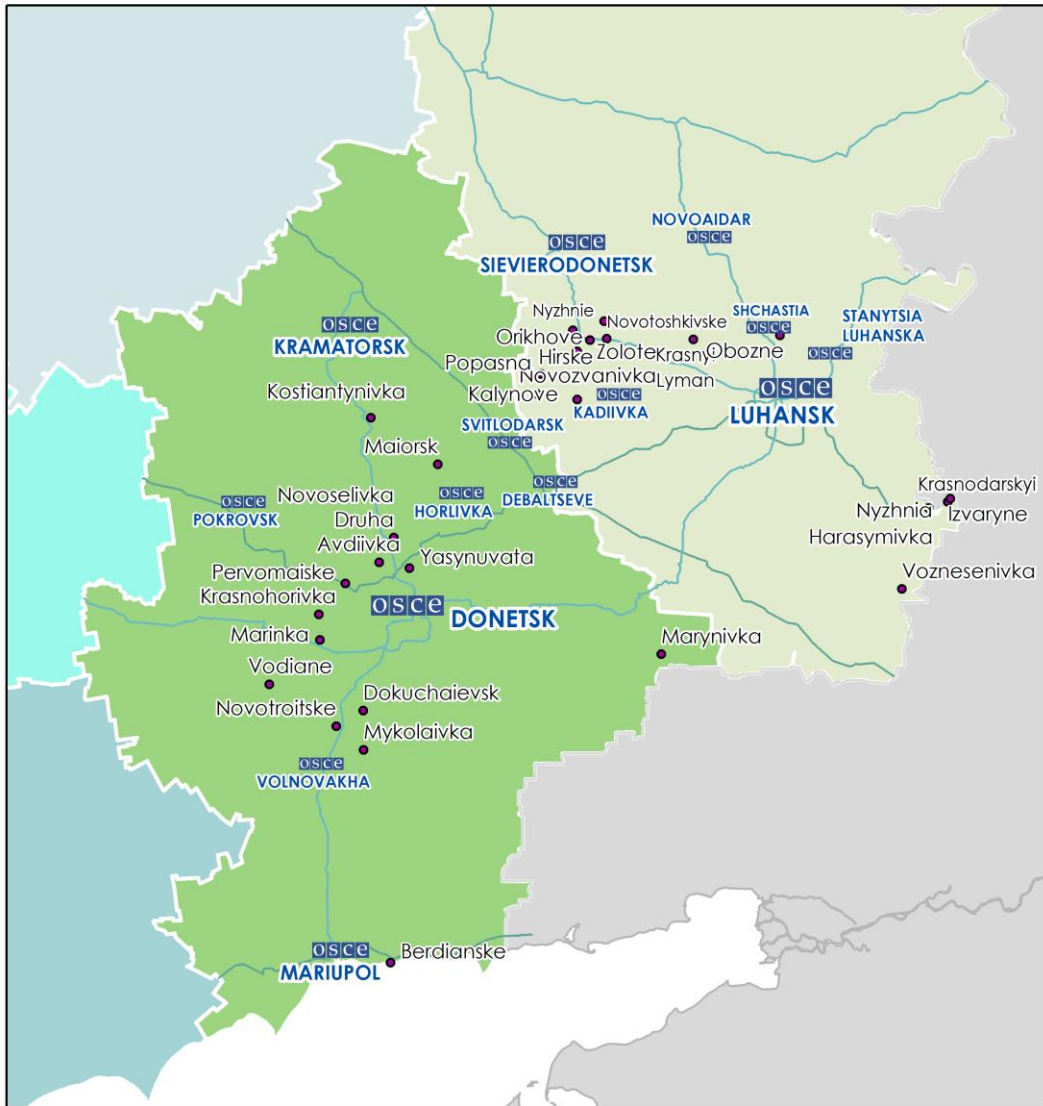 NOVOAIDAR
osce
osce
SIEVIERODONETSK
Nyzhnie
Novotoshkivske
SHCHASTIA
osce
STANYTSIA
LUHANSKA
osce
osce
KRAMATORSK
Orikhove
Hirske
Zolote
Krasnyi
Lyman
Obozne
Popasna
Novozvanivka
Kalynove
osce
KADIIVKA
osce
LUHANSK
Kostiantynivka
SVITLODARSK
osce
Maiorsk
osce
HORLIVKA
osce
DEBALTSEVE
osce
POKROVSK
Novoselivka
Druha
Avdiivka
Yasynuvata
Pervomaiske
Krasnohorivka
osce
DONETSK
Marinka
Vodiane
Novotroitske
Dokuchaievsk
Mykolaivka
osce
VOLNOVAKHA
Marynivka
Krasnodarskyi
Izvaryne
Nyzhnia
Harasymivka
Voznesenivka
osce
MARIUPOL
Berdianske